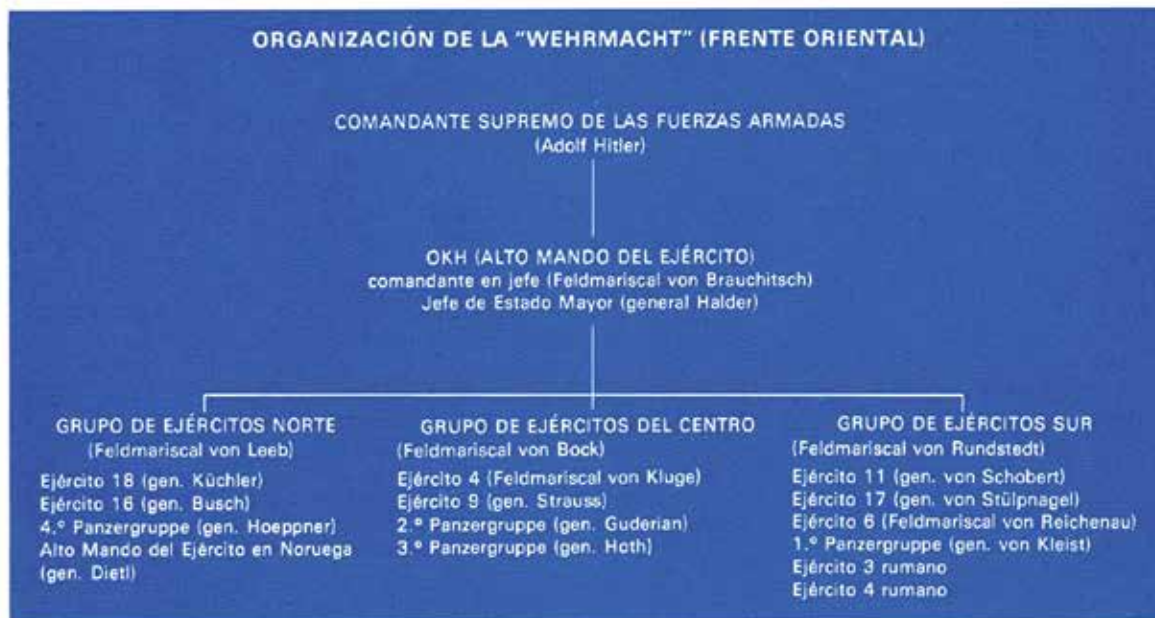 ORGANIZACIÓN DE LA "WEHRMACHT" (FRENTE ORIENTAL)
COMANDANTE SUPREMO DE LAS FUERZAS ARMADAS
(Adolf Hitler)
OKH (ALTO MANDO DEL EJÉRCITO)
comandante en jefe (Feldmariscal von Brauchitsch)
Jefe de Estado Mayor (general Halder)
GRUPO DE EJÉRCITOS NORTE
(Feldmariscal von Leeb)
Ejército 18 (gen. Küchler)
Ejército 16 (gen. Busch)
4.º Panzergruppe (gen. Hoeppner)
Alto Mando del Ejército en Noruega
(gen. Dietl)
GRUPO DE EJÉRCITOS DEL CENTRO
(Feldmariscal von Bock)
Ejército 4 (Feldmariscal von Kluge)
Ejército 9 (gen. Strauss)
2.º Panzergruppe (gen. Guderian)
3.º Panzergruppe (gen. Hoth)
GRUPO DE EJÉRCITOS SUR
(Feldmariscal von Rundstedt)
Ejército 11 (gen. von Schobert)
Ejército 17 (gen. von Stülpnagel)
Ejército 6 (Feldmariscal von Reichenau)
1.º Panzergruppe (gen. von Kleist)
Ejército 3 rumano
Ejército 4 rumano